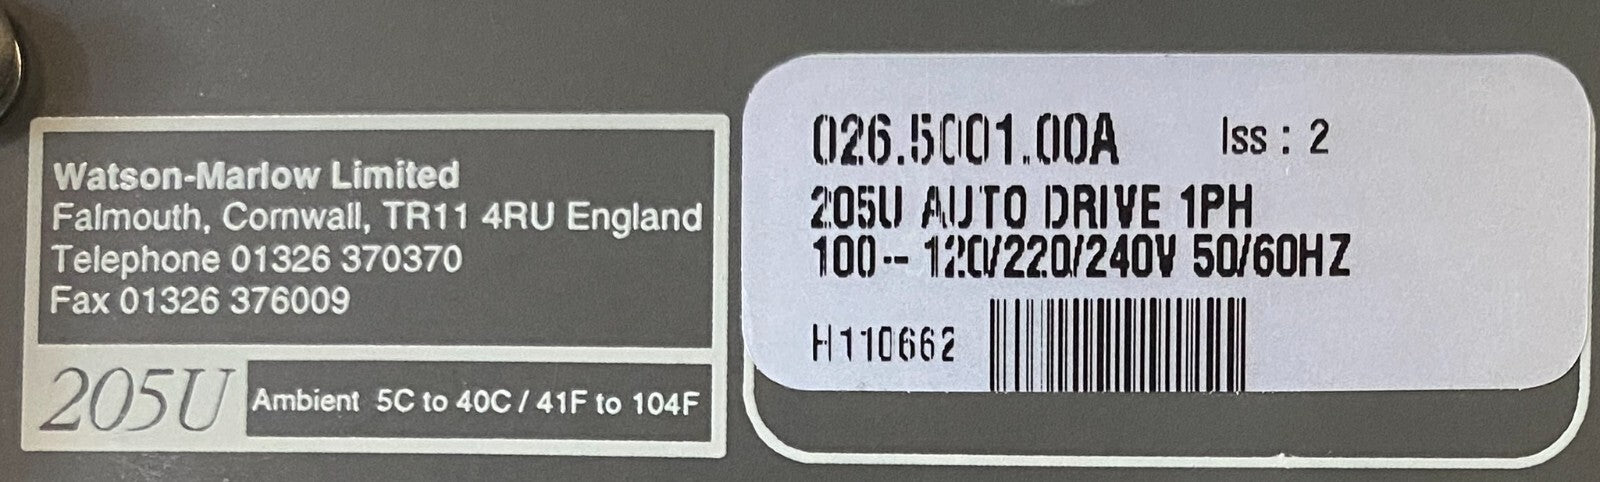 Watson-Marlow Limited
Falmouth, Cornwall, TR11 4RU England
Telephone 01326 370370
Fax 01326 376009
205U
Ambient 5C to 40C / 41F to 104F
026.5001.00A Iss : 2
205U AUTO DRIVE 1PH
100-- 120/220/240V 50/60HZ
H110662